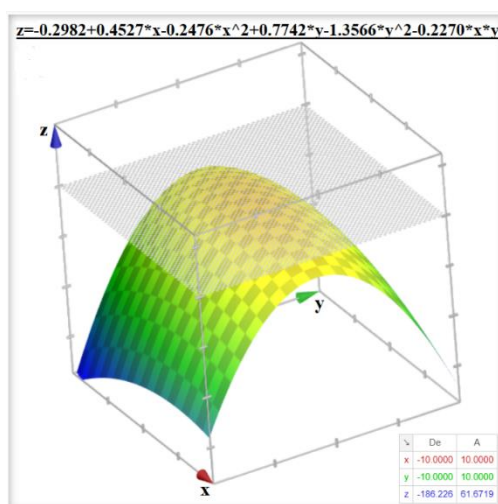 z=-0.2982+0.4527*x-0.2476*x^2+0.7742*y-1.3566*y^2-0.2270*x*y
z
y
x
De A
x -10.0000 10.0000
y -10.0000 10.0000
z -186.226 61.6719